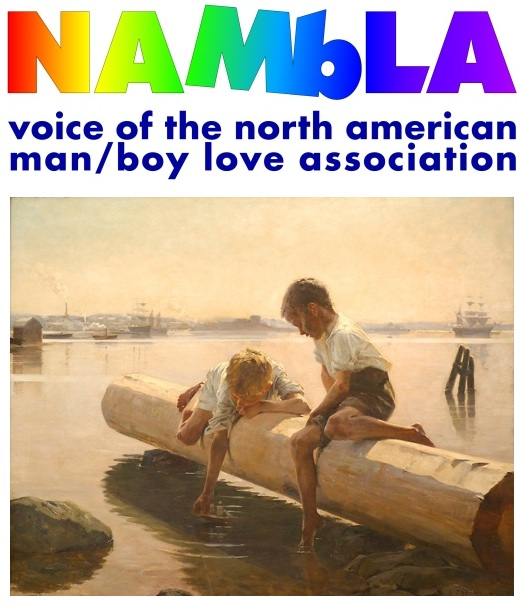 NAMbLA
voice of the north american
man/boy love association